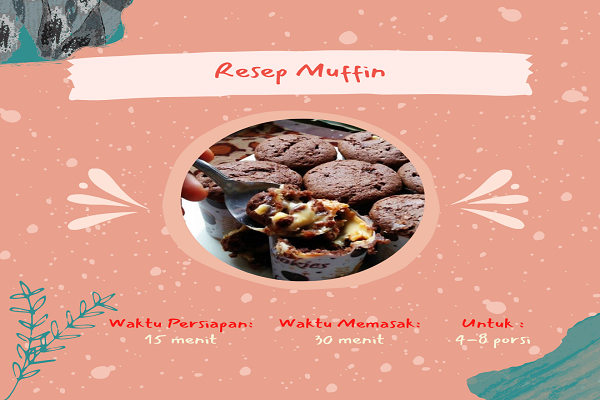 Resep Muffin
Waktu Persiapan:
15 menit
Waktu Memasak:
30 menit
Untuk :
4-8 porsi